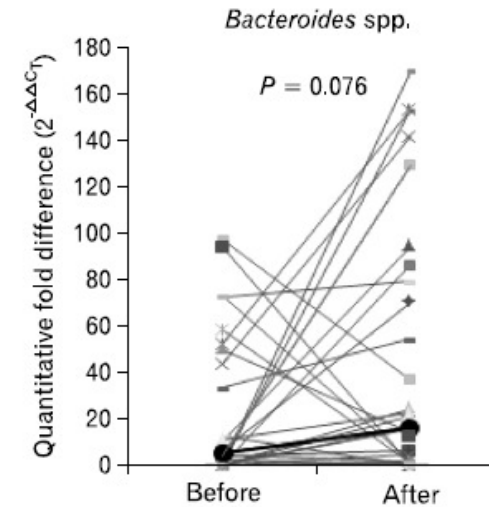 Bacteroides spp.
P = 0.076
Quantitative fold difference (2^-ΔΔCT)
180
160
140
120
100
80
60
40
20
0
Before After